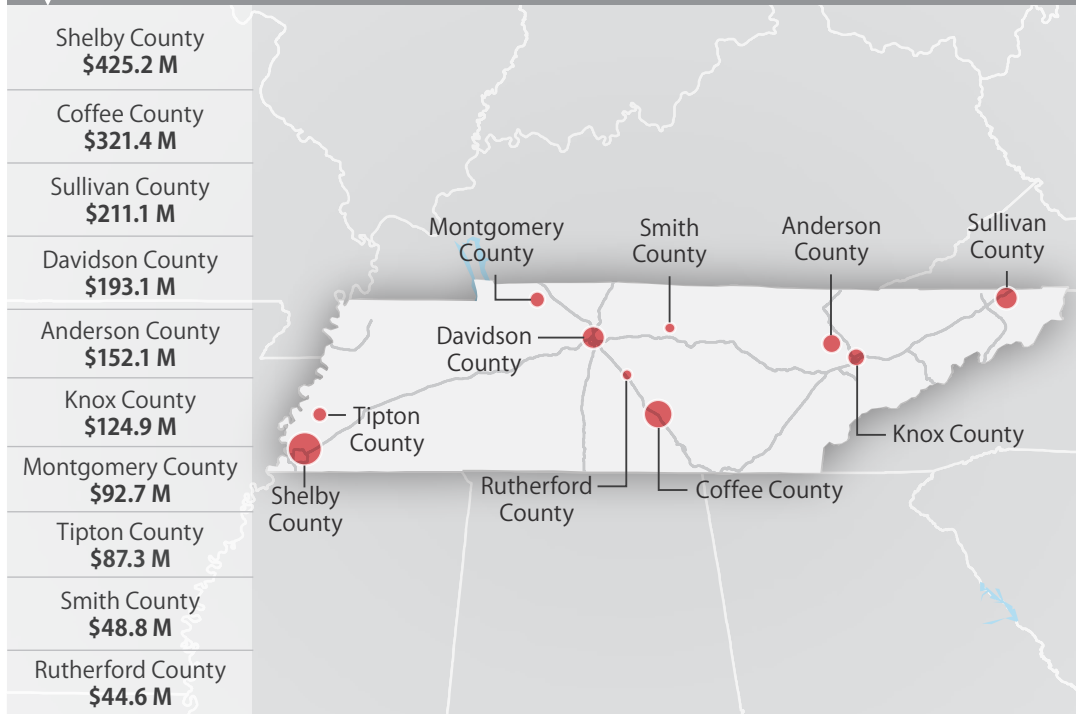 Shelby County
$425.2 M
Coffee County
$321.4 M
Sullivan County
$211.1 M
Davidson County
$193.1 M
Anderson County
$152.1 M
Knox County
$124.9 M
Montgomery County
$92.7 M
Tipton County
$87.3 M
Smith County
$48.8 M
Rutherford County
$44.6 M
Montgomery
County
Smith
County
Anderson
County
Sullivan
County
Davidson
County
Tipton
County
Knox County
Shelby
County
Rutherford
County
Coffee County